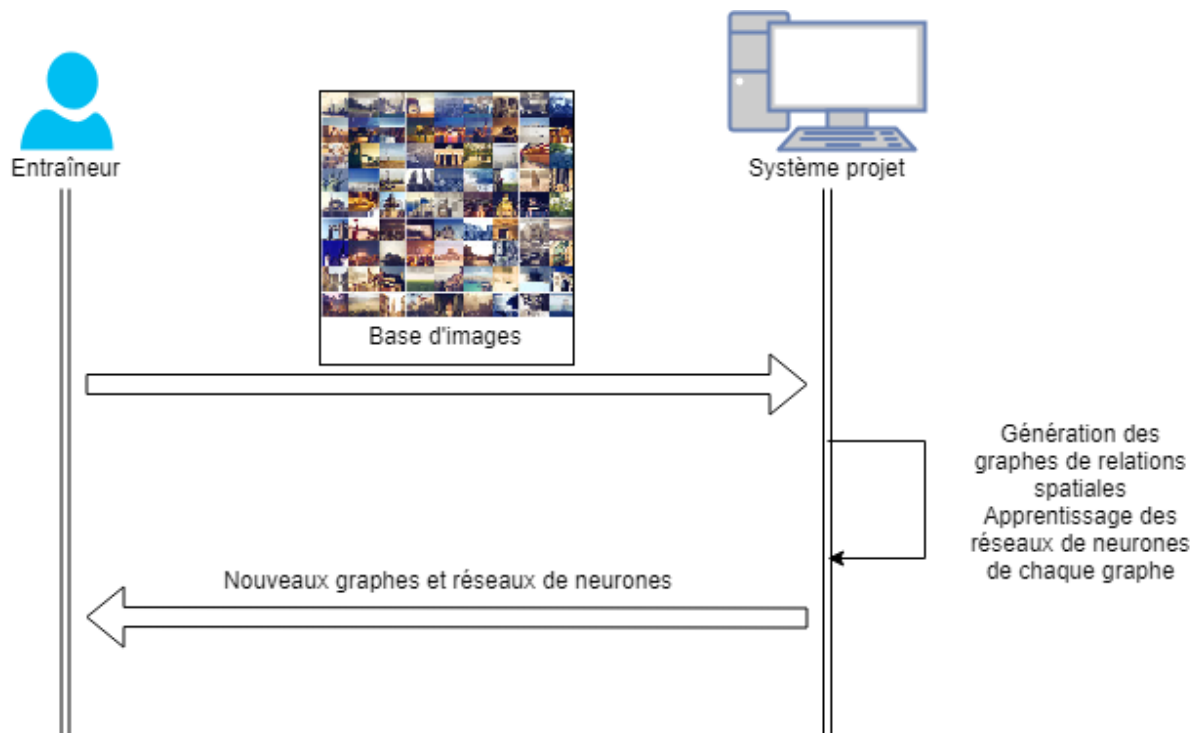 Entraîneur
Système projet
Base d'images
Génération des
graphes de relations
spatiales
Apprentissage des
réseaux de neurones
de chaque graphe
Nouveaux graphes et réseaux de neurones